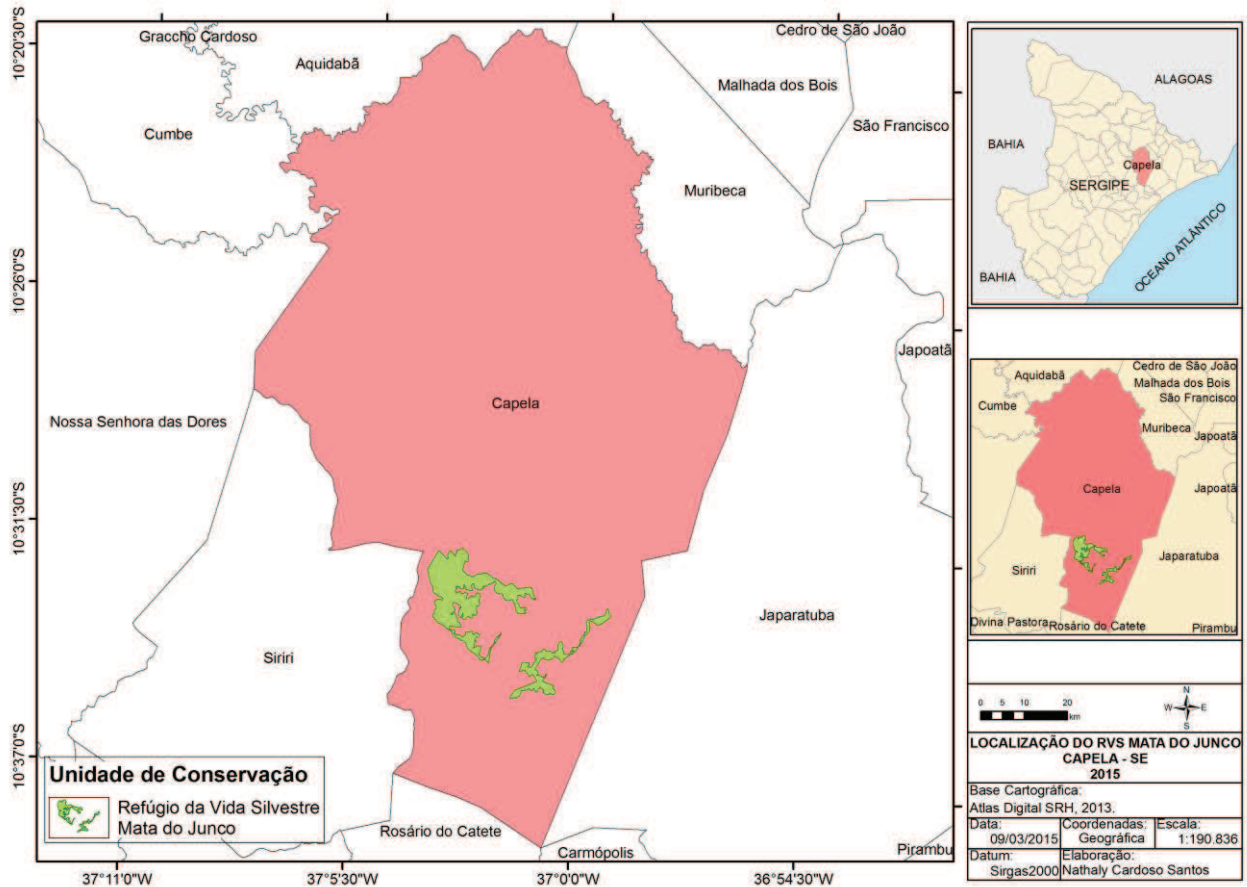 10°20'30"S
10°26'0"S
10°31'30"S
10°37'0"S
Graccho Cardoso
Aquidabã
Cumbe
Cedro de São João
Malhada dos Bois
São Francisco
Muribeca
Japoatã
Capela
Nossa Senhora das Dores
Siriri
Japaratuba
Rosário do Catete
Carmópolis
Pirambu
Unidade de Conservação
Refúgio da Vida Silvestre
Mata do Junco
37°11'0"W
37°53'0"W
37°0'0"W
36°54'30"W
ALAGOAS
BAHIA
Capela
SERGIPE
BAHIA
OCEANO ATLÂNTICO
Aquidabã
Cedro de São João
Malhada dos Bois
São Francisco
Cumbe
Muribeca
Japoatã
Capela
Japoatã
Japaratuba
Siriri
Divina Pastora
Rosário do Catete
Pirambu
0 5 10 20
km
N
W E
S
LOCALIZAÇÃO DO RVS MATA DO JUNCO
CAPELA - SE
2015
Base Cartográfica:
Atlas Digital SRH, 2013.
Data:
09/03/2015
Coordenadas:
Geográfica
Escala:
1:190.836
Datum:
Sirgas2000
Elaboração:
Nathaly Cardoso Santos